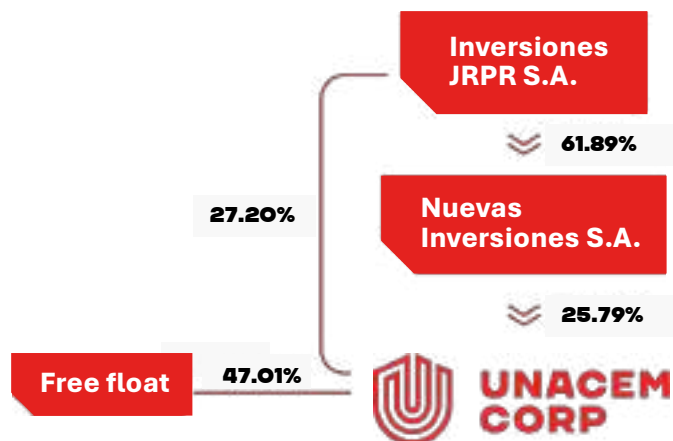 Inversiones
JRPR S.A.
61.89%
27.20%
Nuevas
Inversiones S.A.
25.79%
Free float
47.01%
UNACEM
CORP